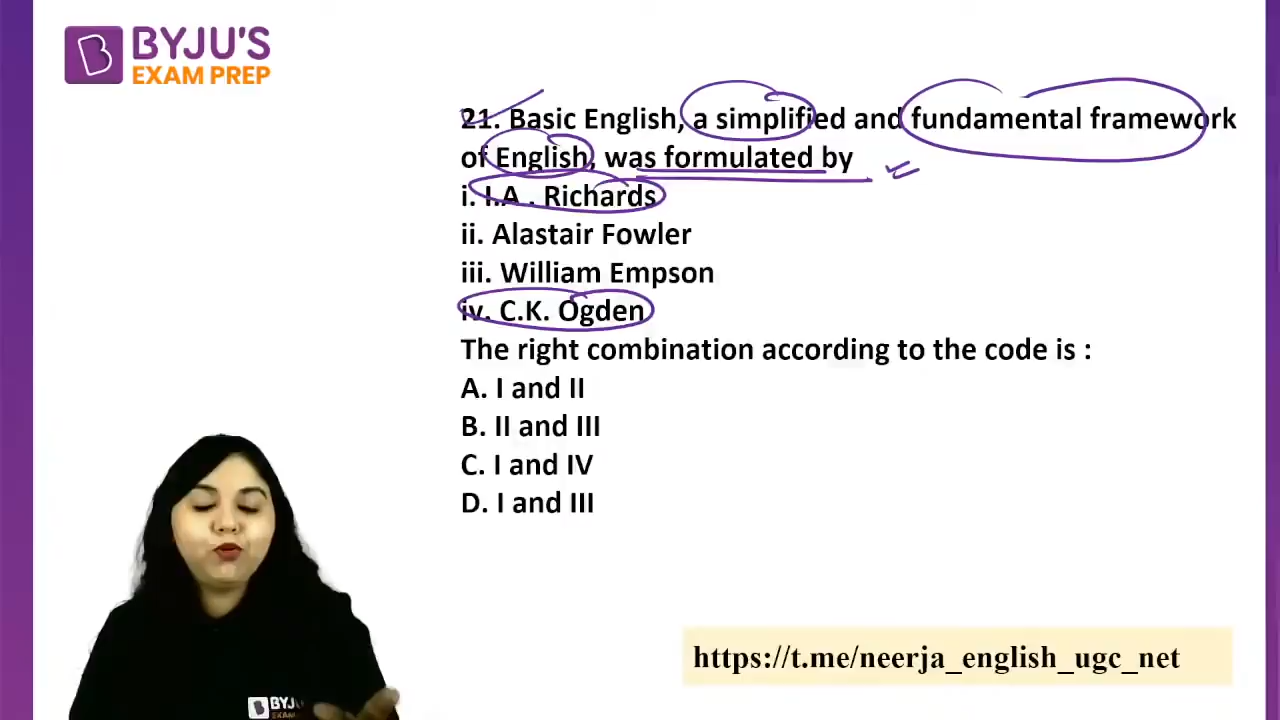 BYJU'S
EXAM PREP
21. Basic English, a simplified and fundamental framework
of English, was formulated by
i. I.A . Richards
ii. Alastair Fowler
iii. William Empson
iv. C.K. Ogden
The right combination according to the code is :
A. I and II
B. II and III
C. I and IV
D. I and III
https://t.me/neerja_english_ugc_net
BYJU
EXAM